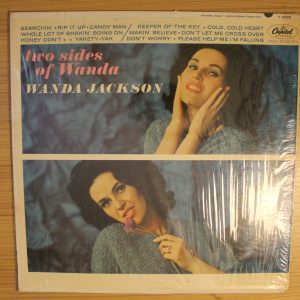 SEARCHIN' • RIP IT UP • CANDY MAN / KEEPER OF THE KEY • COLD, COLD HEART
WHOLE LOT OF SHAKIN' GOING ON / MAKIN' BELIEVE • DON'T LET ME CROSS OVER
HONEY DON'T • YAKETY-YAK / DON'T WORRY • PLEASE HELP ME I'M FALLING
Capitol
two sides
of Wanda
WANDA JACKSON